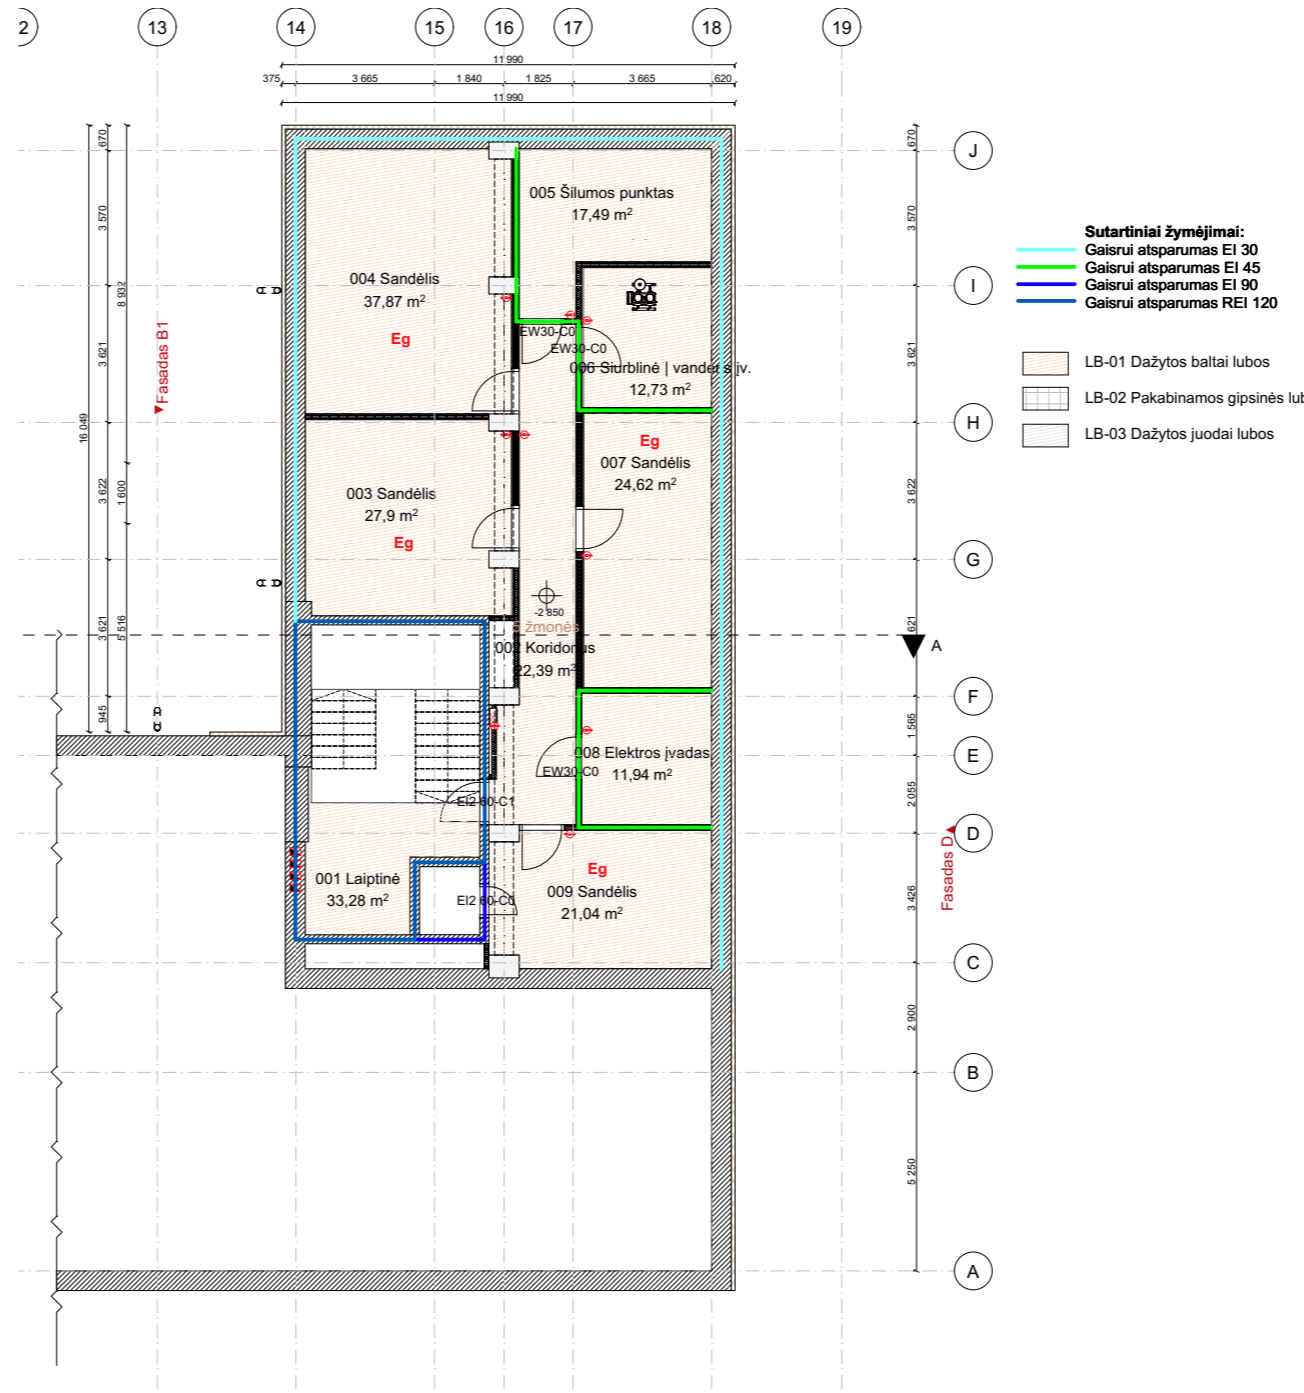 2
13
14
15
16
17
18
19
11 990
375
3 665
1 840
1 825
3 665
620
11 990
670
3 570
8 932
3 621
16 049
3 622
1 600
3 621
5 516
945
670
3 570
3 621
3 622
621
1 565
2 055
3 426
2 900
5 250
J
I
H
G
F
E
D
C
B
A
A
Fasadas B1
Fasadas D
005 Šilumos punktas
17,49 m²
004 Sandėlis
37,87 m²
Eg
EW30-C0
EW30-C0
006 Siurblinė | vandens įv.
12,73 m²
Eg
007 Sandėlis
24,62 m²
003 Sandėlis
27,9 m²
Eg
-2 850
žmonės
002 Koridorius
22,39 m²
008 Elektros įvadas
EW30-C0
11,94 m²
EI2 60-C1
Eg
001 Laiptinė
33,28 m²
009 Sandėlis
21,04 m²
EI2 60-C0
Sutartiniai žymėjimai:
Gaisrui atsparumas EI 30
Gaisrui atsparumas EI 45
Gaisrui atsparumas EI 90
Gaisrui atsparumas REI 120
LB-01 Dažytos baltai lubos
LB-02 Pakabinamos gipsinės lub
LB-03 Dažytos juodai lubos